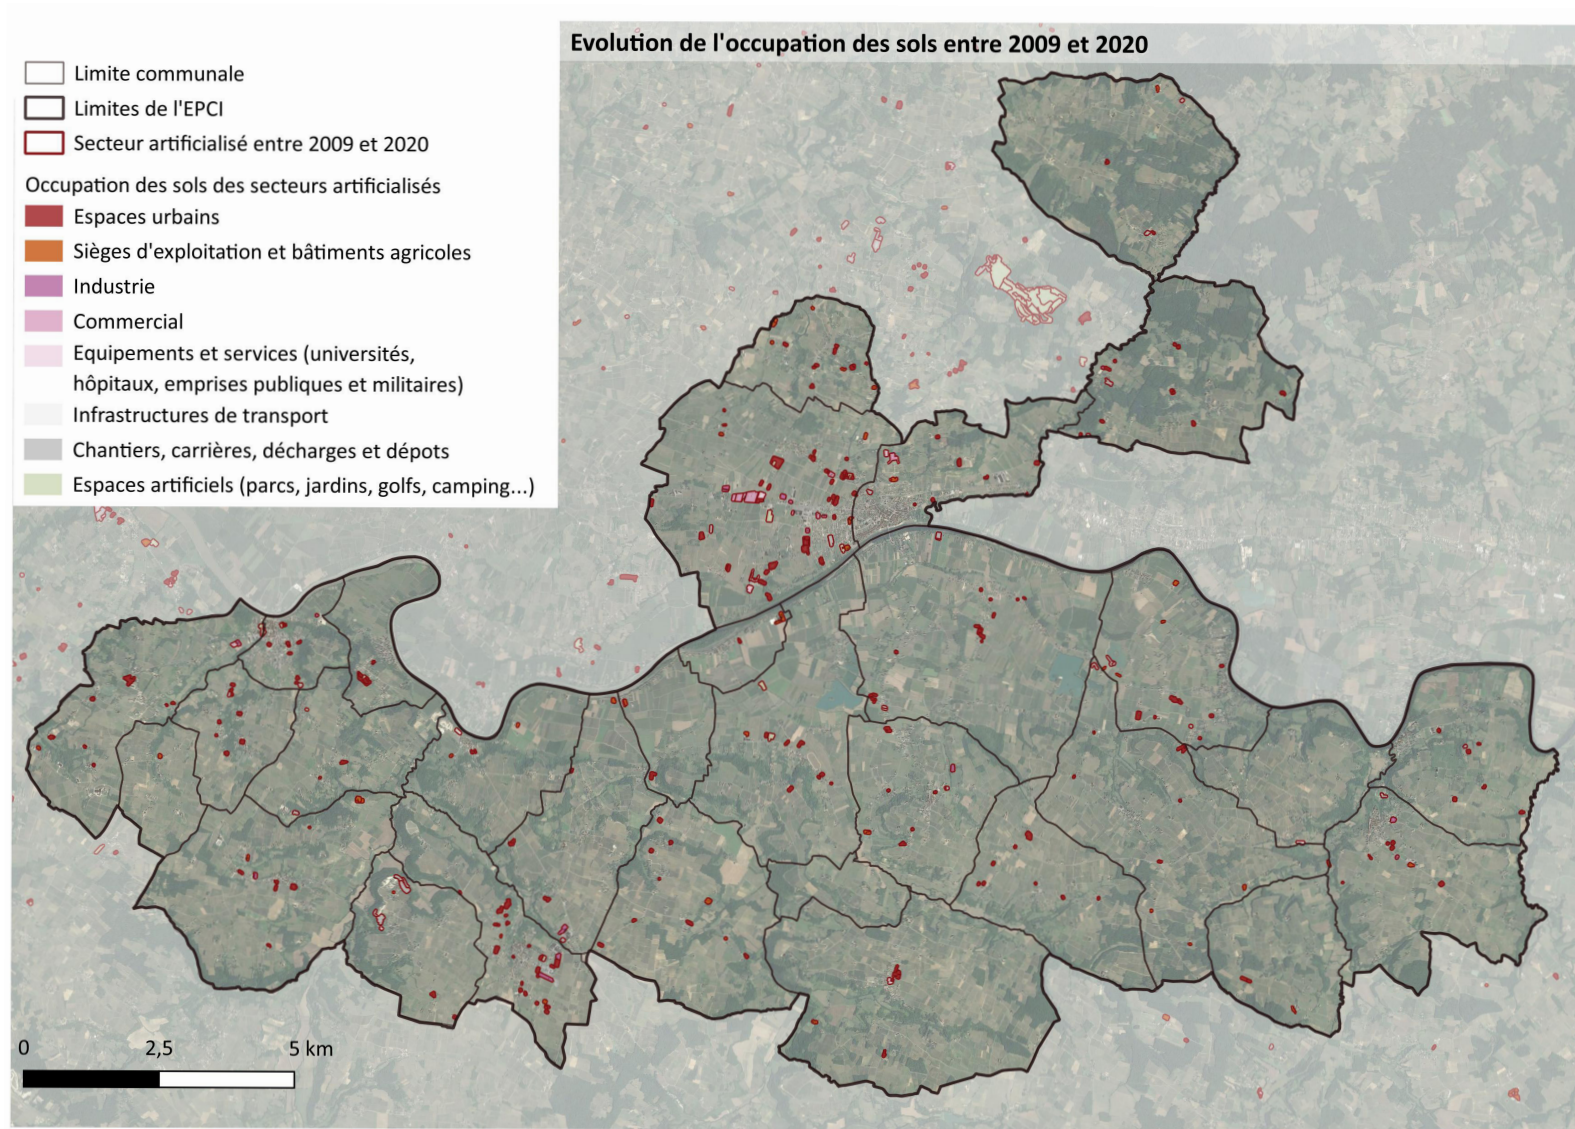 Evolution de l'occupation des sols entre 2009 et 2020
Limite communale
Limites de l'EPCI
Secteur artificialisé entre 2009 et 2020
Occupation des sols des secteurs artificialisés
Espaces urbains
Sièges d'exploitation et bâtiments agricoles
Industrie
Commercial
Equipements et services (universités,
hôpitaux, emprises publiques et militaires)
Infrastructures de transport
Chantiers, carrières, décharges et dépots
Espaces artificiels (parcs, jardins, golfs, camping...)
0 2,5 5 km